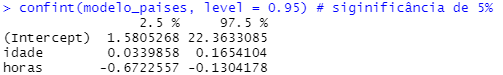 > confint(modelo_paises, level = 0.95) # siginificância de 5%
2.5 % 97.5 %
(Intercept) 1.5805268 22.3633085
idade 0.0339858 0.1654104
horas -0.6722557 -0.1304178